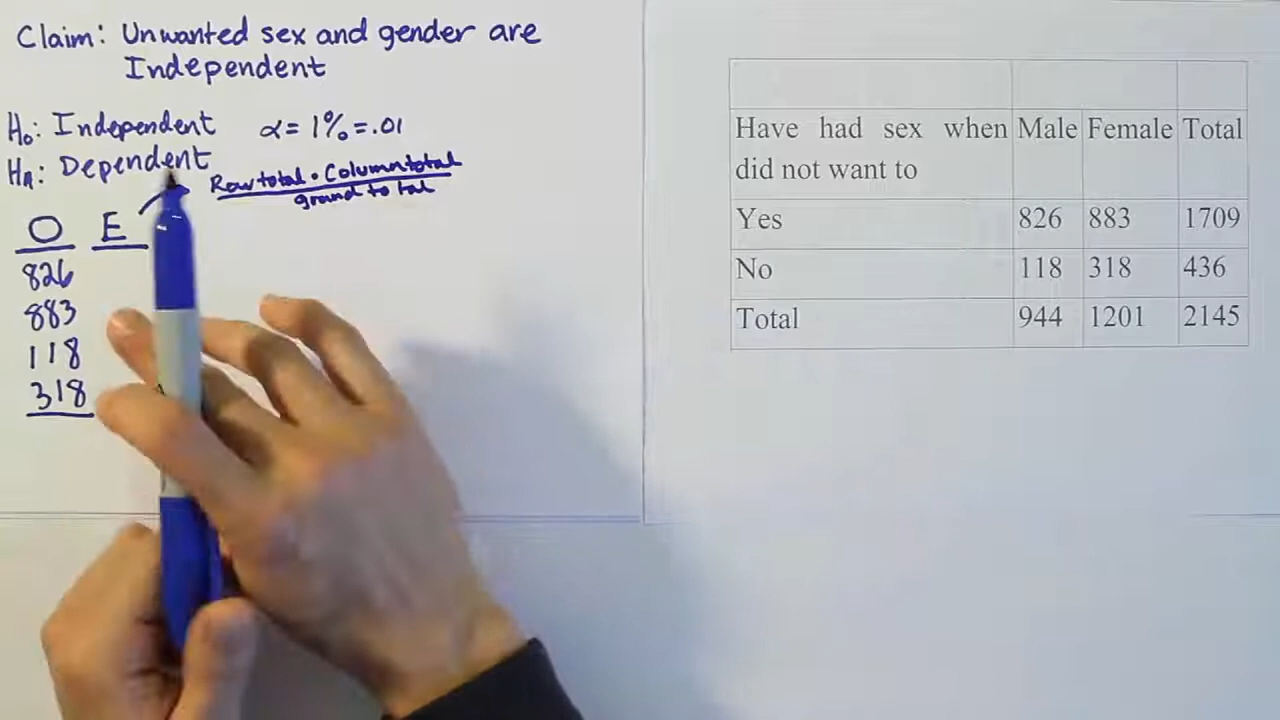 Claim: Unwanted sex and gender are
Independent
H₀: Independent α = 1% = .01
H_A: Dependent
Row total • Column total
ground total
O E
826
883
118
318
Have had sex when did not want to Male Female Total
Yes 826 883 1709
No 118 318 436
Total 944 1201 2145